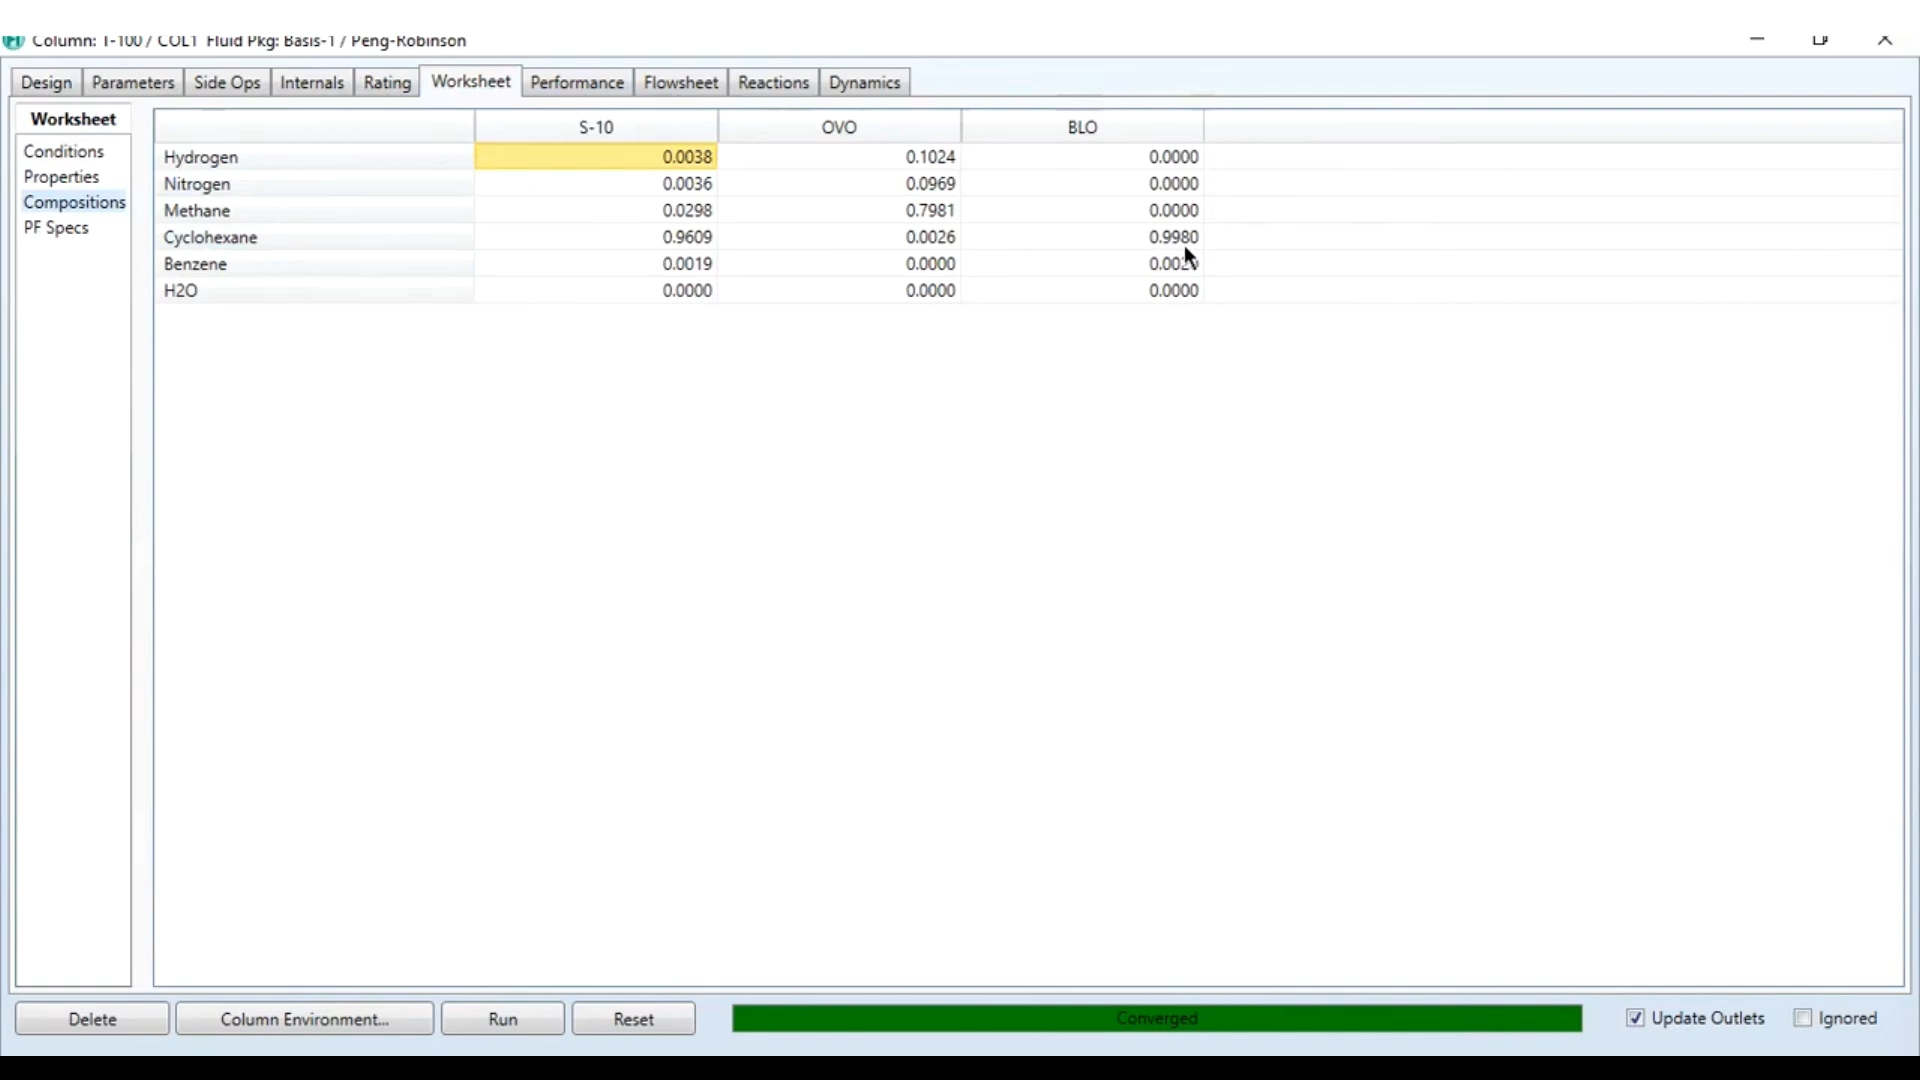 Column: T-100 / COL1 Fluid Pkg: Basis-1 / Peng-Robinson
Design Parameters Side Ops Internals Rating Worksheet Performance Flowsheet Reactions Dynamics
Worksheet
Conditions
Properties
Compositions
PF Specs
S-10 OVO BLO
Hydrogen 0.0038 0.1024 0.0000
Nitrogen 0.0036 0.0969 0.0000
Methane 0.0298 0.7981 0.0000
Cyclohexane 0.9609 0.0026 0.9980
Benzene 0.0019 0.0000
H2O 0.0000 0.0000 0.0000
Delete Column Environment... Run Reset Converged Update Outlets Ignored